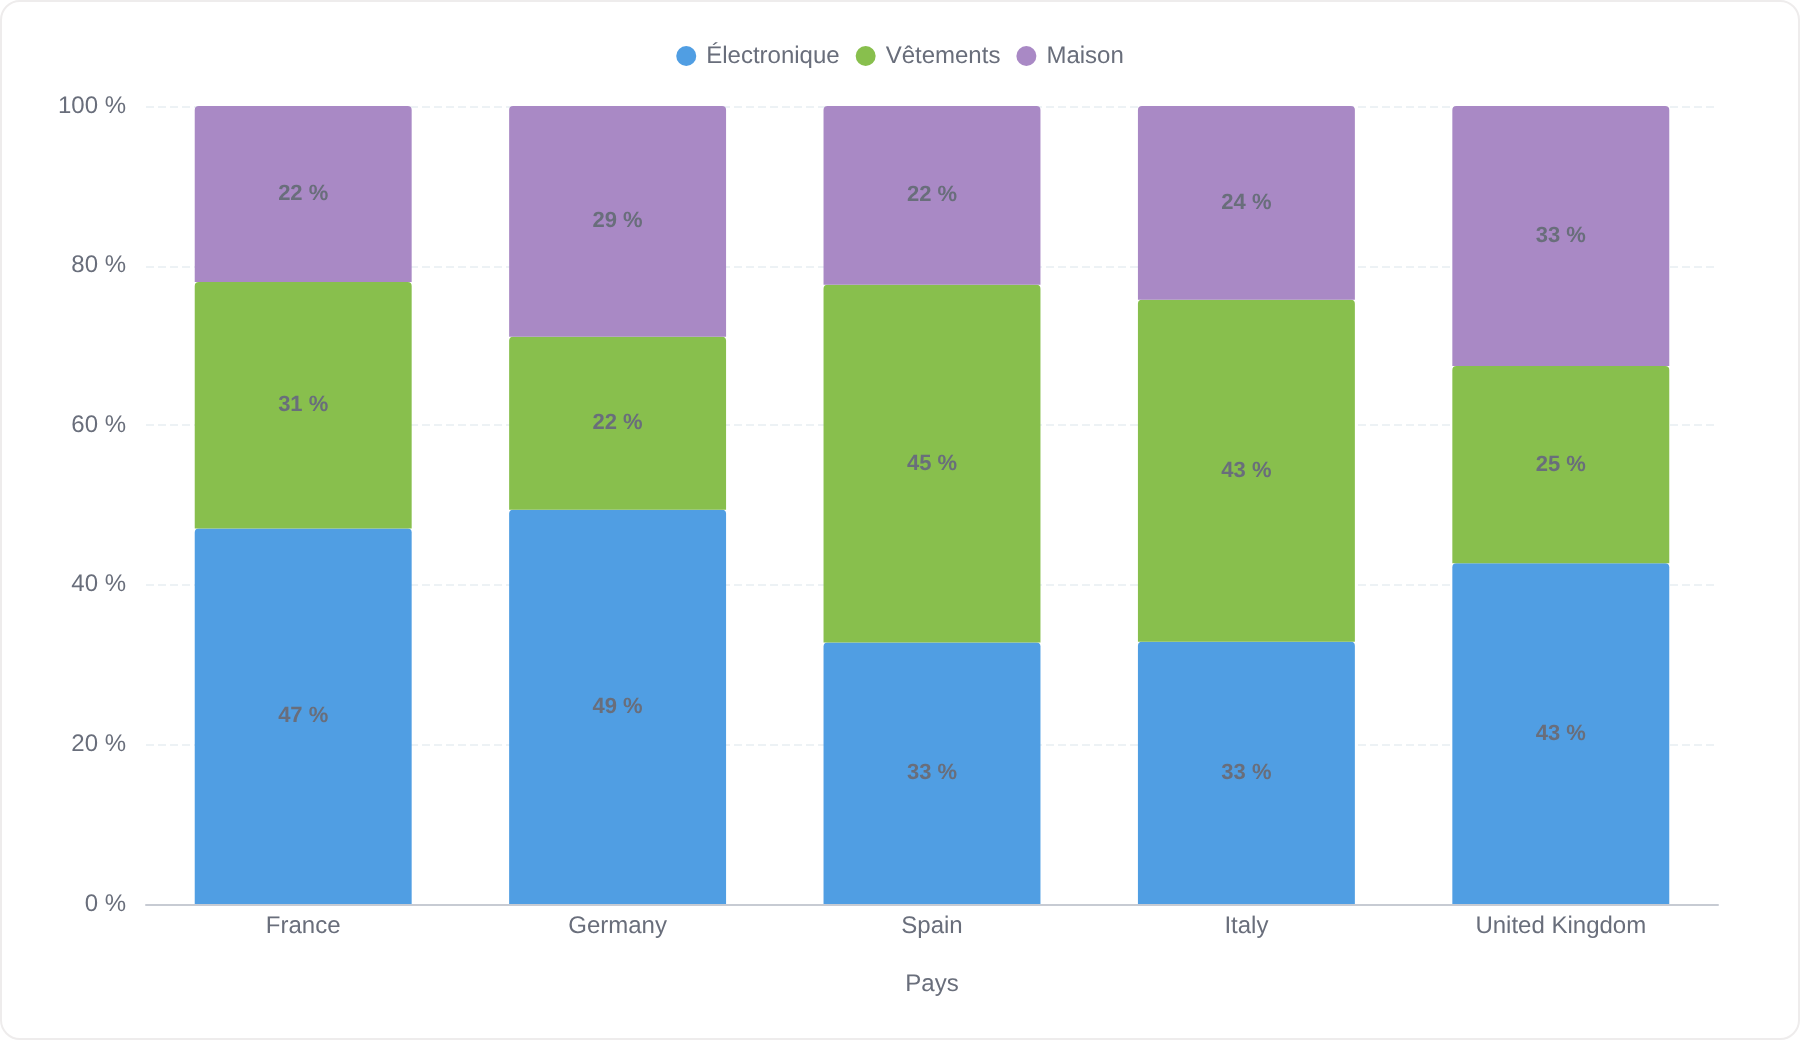 Électronique Vêtements Maison
100 %
80 %
60 %
40 %
20 %
0 %
22 % 29 % 22 % 24 % 33 %
31 % 22 % 45 % 43 % 25 %
47 % 49 % 33 % 33 % 43 %
France Germany Spain Italy United Kingdom
Pays